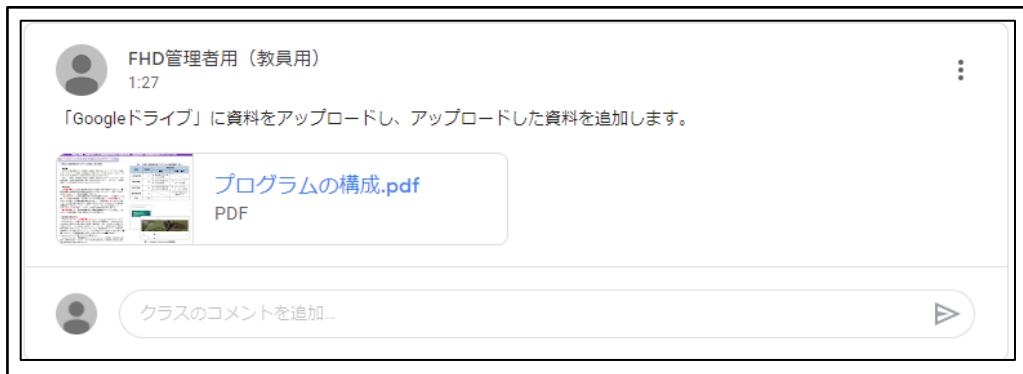 FHD管理者用（教員用）
1:27
「Googleドライブ」に資料をアップロードし、アップロードした資料を追加します。
プログラムの構成.pdf
PDF
クラスのコメントを追加…